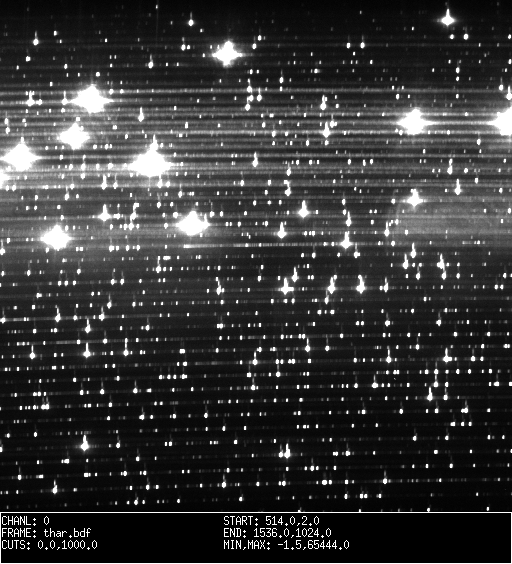 CHANL: 0
FRAME: thar.bdf
CUTS: 0.0,1000.0
START: 514.0,2.0
END: 1536.0,1024.0
MIN,MAX: -1.5,65444.0